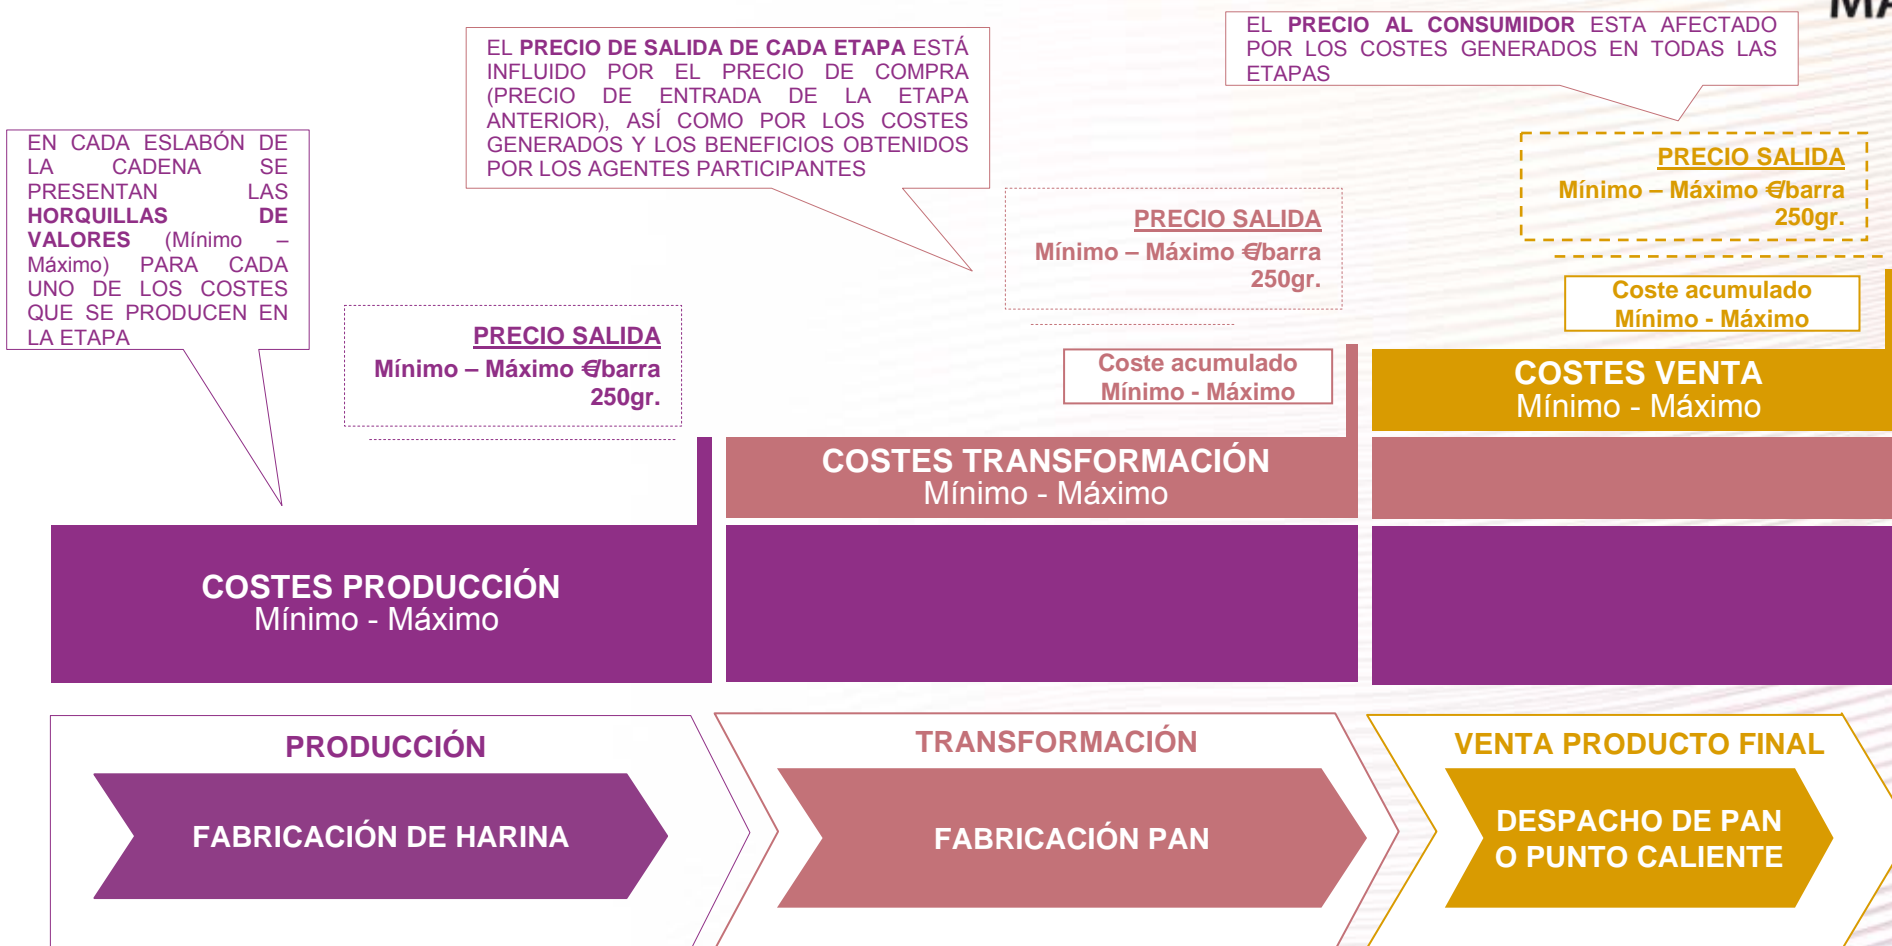 MA
EL PRECIO AL CONSUMIDOR ESTA AFECTADO
POR LOS COSTES GENERADOS EN TODAS LAS
ETAPAS
EL PRECIO DE SALIDA DE CADA ETAPA ESTÁ
INFLUIDO POR EL PRECIO DE COMPRA
(PRECIO DE ENTRADA DE LA ETAPA
ANTERIOR), ASÍ COMO POR LOS COSTES
GENERADOS Y LOS BENEFICIOS OBTENIDOS
POR LOS AGENTES PARTICIPANTES
EN CADA ESLABÓN DE
LA CADENA SE
PRESENTAN LAS
HORQUILLAS DE
VALORES (Mínimo –
Máximo) PARA CADA
UNO DE LOS COSTES
QUE SE PRODUCEN EN
LA ETAPA
PRECIO SALIDA
Mínimo – Máximo €/barra
250gr.
PRECIO SALIDA
Mínimo – Máximo €/barra
250gr.
PRECIO SALIDA
Mínimo – Máximo €/barra
250gr.
Coste acumulado
Mínimo - Máximo
Coste acumulado
Mínimo - Máximo
COSTES VENTA
Mínimo - Máximo
COSTES TRANSFORMACIÓN
Mínimo - Máximo
COSTES PRODUCCIÓN
Mínimo - Máximo
PRODUCCIÓN
FABRICACIÓN DE HARINA
TRANSFORMACIÓN
FABRICACIÓN PAN
VENTA PRODUCTO FINAL
DESPACHO DE PAN
O PUNTO CALIENTE